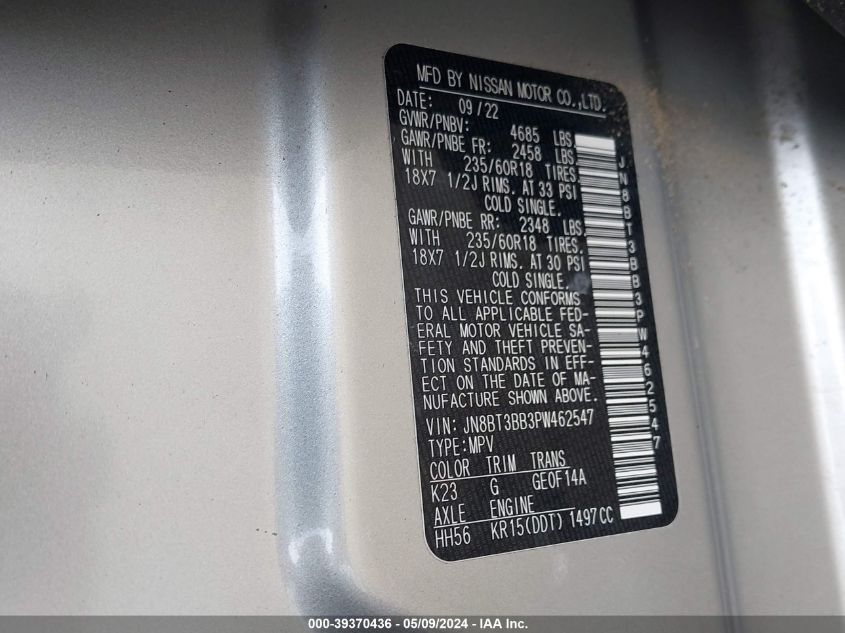 MFD BY NISSAN MOTOR CO.,LTD.
DATE: 09/22
GVWR/PNBV: 4685 LBS.
GAWR/PNBE FR: 2458 LBS
WITH 235/60R18 TIRES.
18X7 1/2J RIMS. AT 33 PSI
COLD SINGLE.
GAWR/PNBE RR: 2348 LBS.
WITH 235/60R18 TIRES.
18X7 1/2J RIMS. AT 30 PSI
COLD SINGLE.
THIS VEHICLE CONFORMS
TO ALL APPLICABLE FED-
ERAL MOTOR VEHICLE SA-
FETY AND THEFT PREVEN-
TION STANDARDS IN EFF-
ECT ON THE DATE OF MA-
NUFACTURE SHOWN ABOVE.
VIN: JN8BT3BB3PW462547
TYPE:MPV
COLOR TRIM TRANS
K23 G GEOF14A
AXLE ENGINE
HH56 KR15(DDT) 1497CC
JN8BT3BB3PW462547
000-39370436 - 05/09/2024 - IAA Inc.